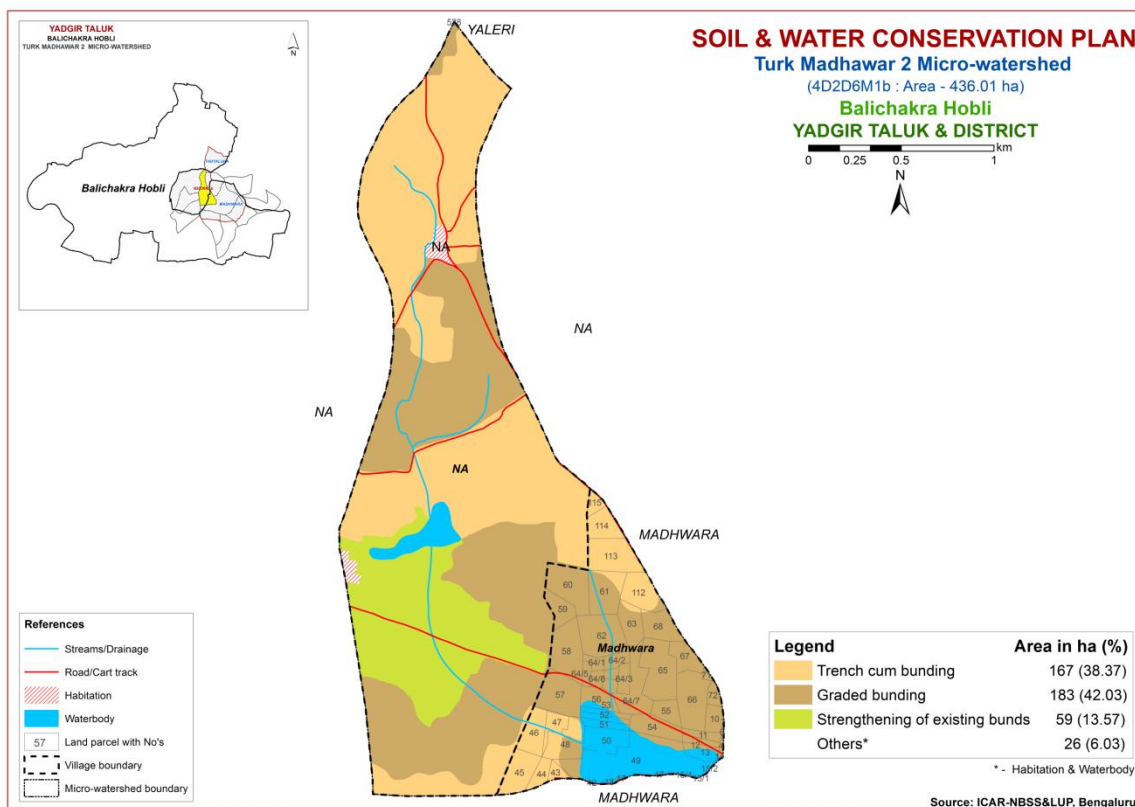 YADGIR TALUK
BALICHAKRA HOBLI
TURK MADHAWAR 2 MICRO-WATERSHED
N
Balichakra Hobli
SOIL & WATER CONSERVATION PLAN
Turk Madhawar 2 Micro-watershed
(4D2D6M1b : Area - 436.01 ha)
Balichakra Hobli
YADGIR TALUK & DISTRICT
km
0 0.25 0.5 1
N
YALERI
NA
NA
NA
NA
MADHWARA
115
114
113
112
60
61
59
63
68
62
Madhwara
58
65
67
64/1 64/2
64/5
64/6 64/3
57
56
64/7
66
72
53
55
52
10
47
51
54
46
11
48
50
12
13
49
45
44
43
MADHWARA
References
Streams/Drainage
Road/Cart track
Habitation
Waterbody
57 Land parcel with No's
Village boundary
Micro-watershed boundary
Legend Area in ha (%)
Trench cum bunding 167 (38.37)
Graded bunding 183 (42.03)
Strengthening of existing bunds 59 (13.57)
Others* 26 (6.03)
* - Habitation & Waterbody
Source: ICAR-NBSS&LUP, Bengaluru